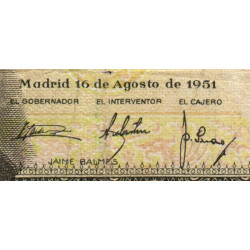 Madrid 16 de Agosto de 1951
EL GOBERNADOR EL INTERVENTOR EL CAJERO
JAIME BALMES